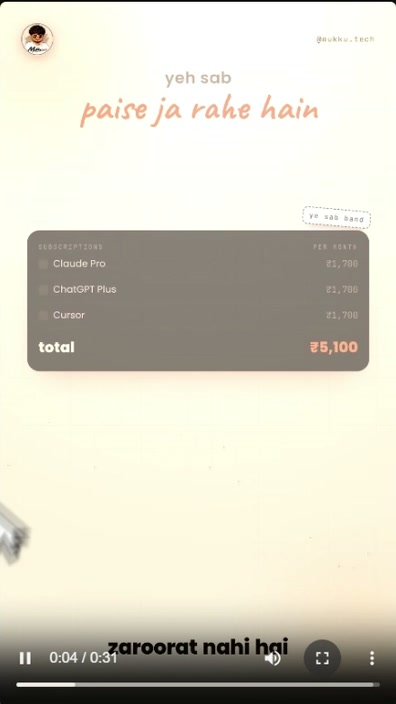 @mukku.tech
yeh sab
paise ja rahe hain
ye sab band
SUBSCRIPTIONS PER MONTH
Claude Pro ₹1,700
ChatGPT Plus ₹1,700
Cursor ₹1,700
total ₹5,100
zaroorat nahi hai
0:04 / 0:31